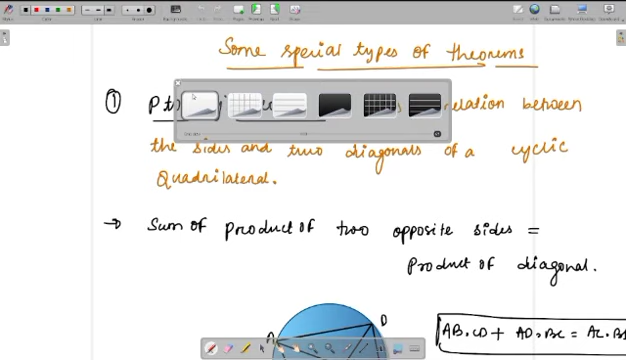 Some special types of theorems
① Pto relation between
the sides and two diagonals of a cyclic
Quadrilateral.
→ Sum of product of two opposite sides =
Product of diagonal.
D
A
AB.CD + AD.BC = AC.B